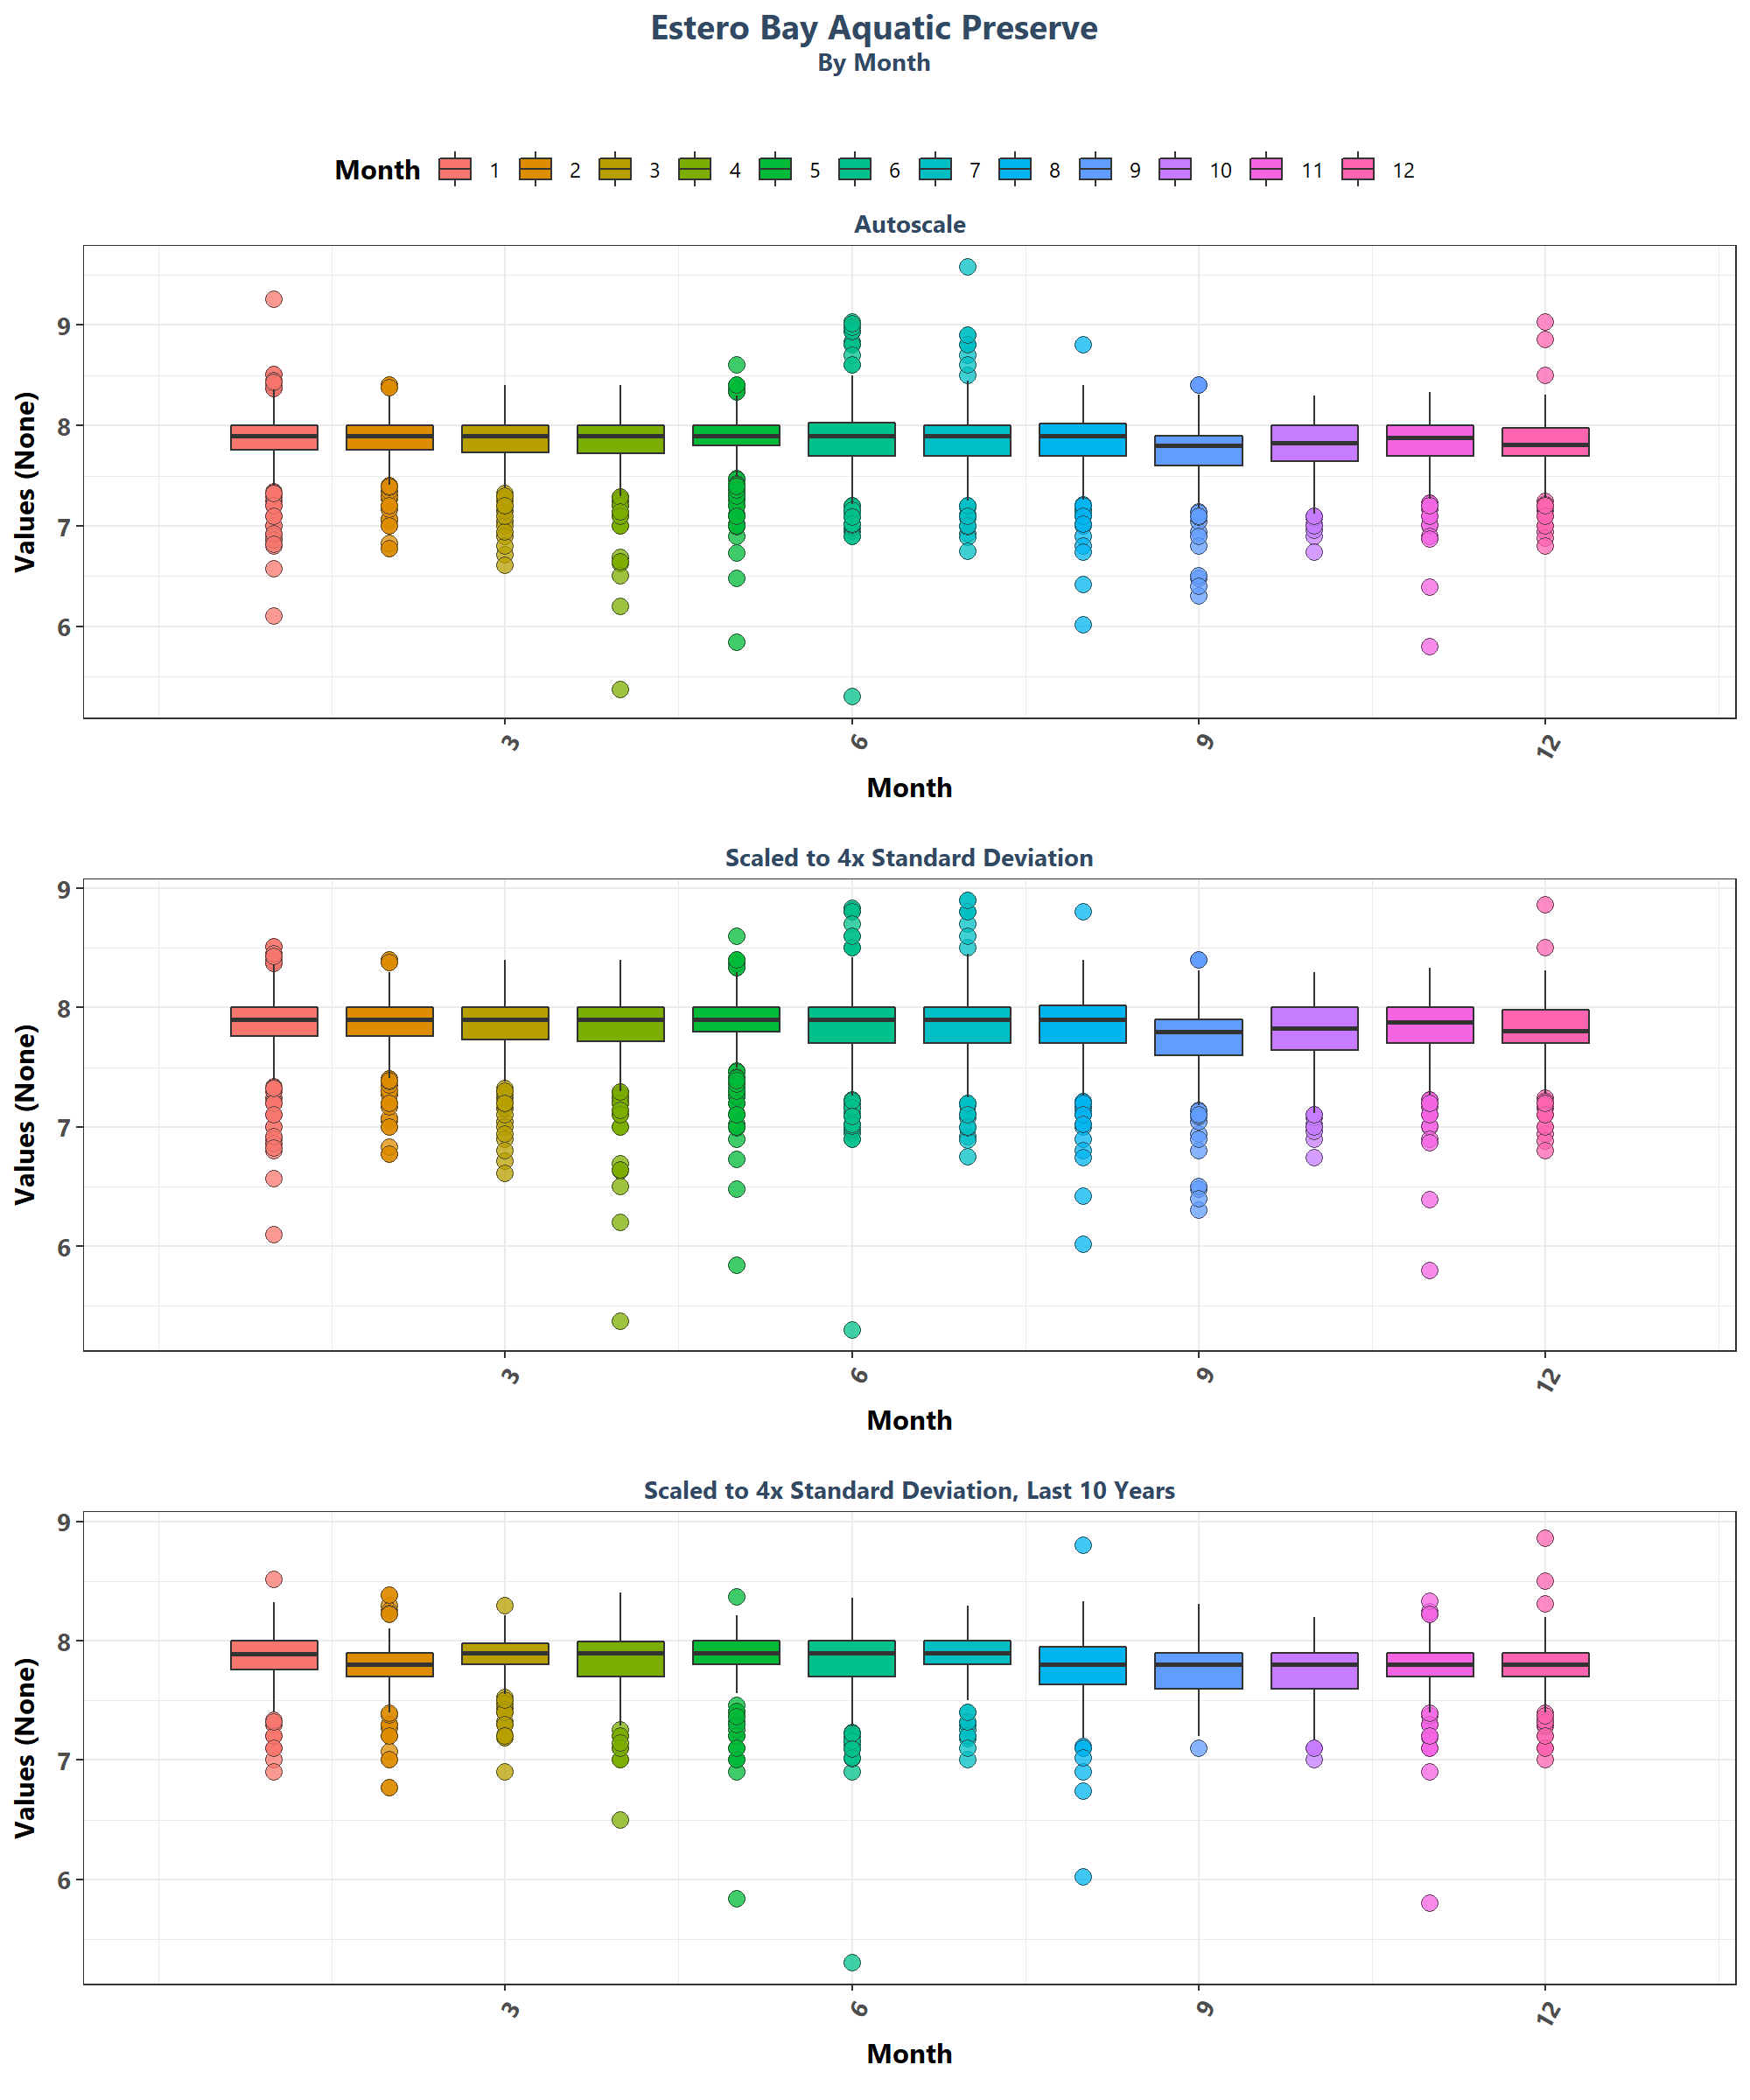 Estero Bay Aquatic Preserve
By Month
Month 1 2 3 4 5 6 7 8 9 10 11 12
Autoscale
Values (None)
9
8
7
6
3 6 9 12
Month
Scaled to 4x Standard Deviation
Values (None)
9
8
7
6
3 6 9 12
Month
Scaled to 4x Standard Deviation, Last 10 Years
Values (None)
9
8
7
6
3 6 9 12
Month